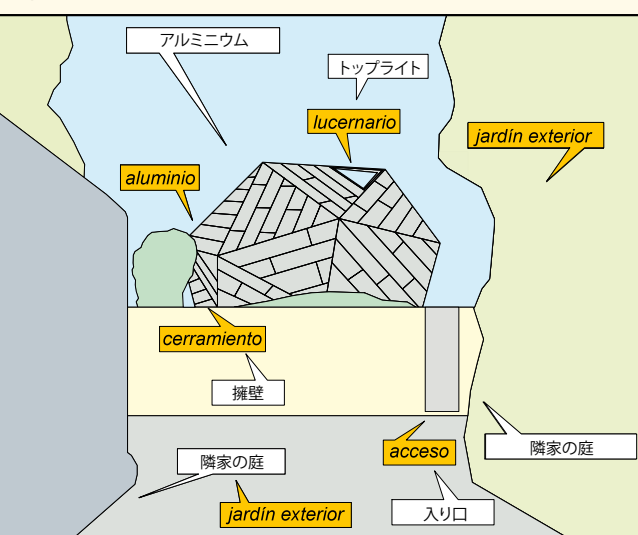 アルミニウム
トップライト
lucernario
jardín exterior
aluminio
cerramiento
擁壁
acceso
隣家の庭
隣家の庭
jardín exterior
入り口